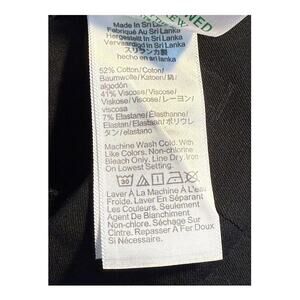 Made In Sri Lanka
Fabriqué Au Sri Lanka
Hergestellt In Sri Lanka
Vervaardigd in Sri Lanka
スリランカ製
hecho en sri lanka
52% Cotton/Coton/
Baumwolle/Katoen/綿/
algodón
41% Viscose/Viscose/
Viskose/Viscose/レーヨン/
viscosa
7% Elastane/Élasthanne/
Elastan/Elastaan/ポリウレ
タン/elastano
Machine Wash Cold. With
Like Colors. Non-chlorine
Bleach Only. Line Dry. Iron
On Lowest Setting.
30
Laver À La Machine À L'eau
Froide. Laver En Séparant
Les Couleurs. Seulement
Agent De Blanchiment
Non-chlore. Séchage Sur
Cintre. Repasser À Fer Doux
Si Nécessaire.